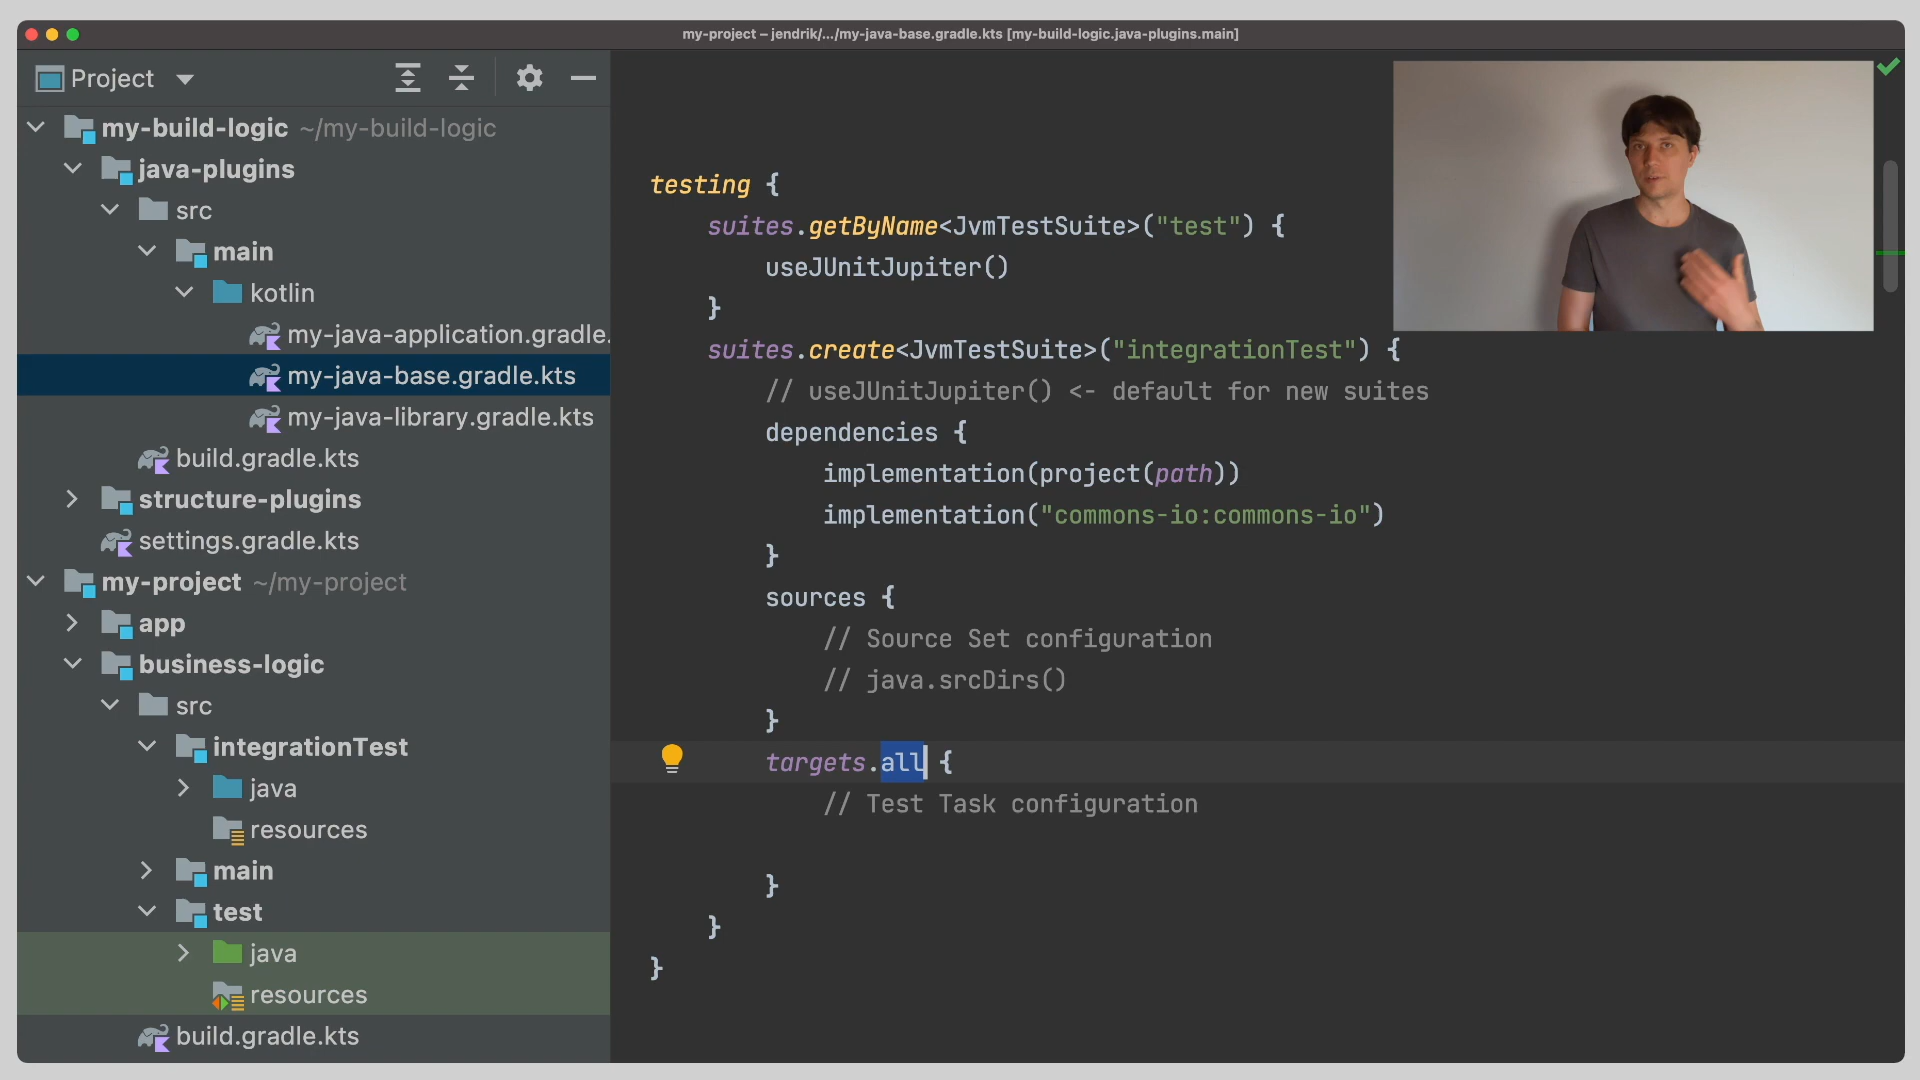 my-project – jendrik/.../my-java-base.gradle.kts [my-build-logic.java-plugins.main]
Project
my-build-logic ~/my-build-logic
java-plugins
src
main
kotlin
my-java-application.gradle.
my-java-base.gradle.kts
my-java-library.gradle.kts
build.gradle.kts
structure-plugins
settings.gradle.kts
my-project ~/my-project
app
business-logic
src
integrationTest
java
resources
main
test
java
resources
build.gradle.kts
testing {
suites.getByName<JvmTestSuite>("test") {
useJUnitJupiter()
}
suites.create<JvmTestSuite>("integrationTest") {
// useJUnitJupiter() <- default for new suites
dependencies {
implementation(project(path))
implementation("commons-io:commons-io")
}
sources {
// Source Set configuration
// java.srcDirs()
}
targets.all {
// Test Task configuration
}
}
}